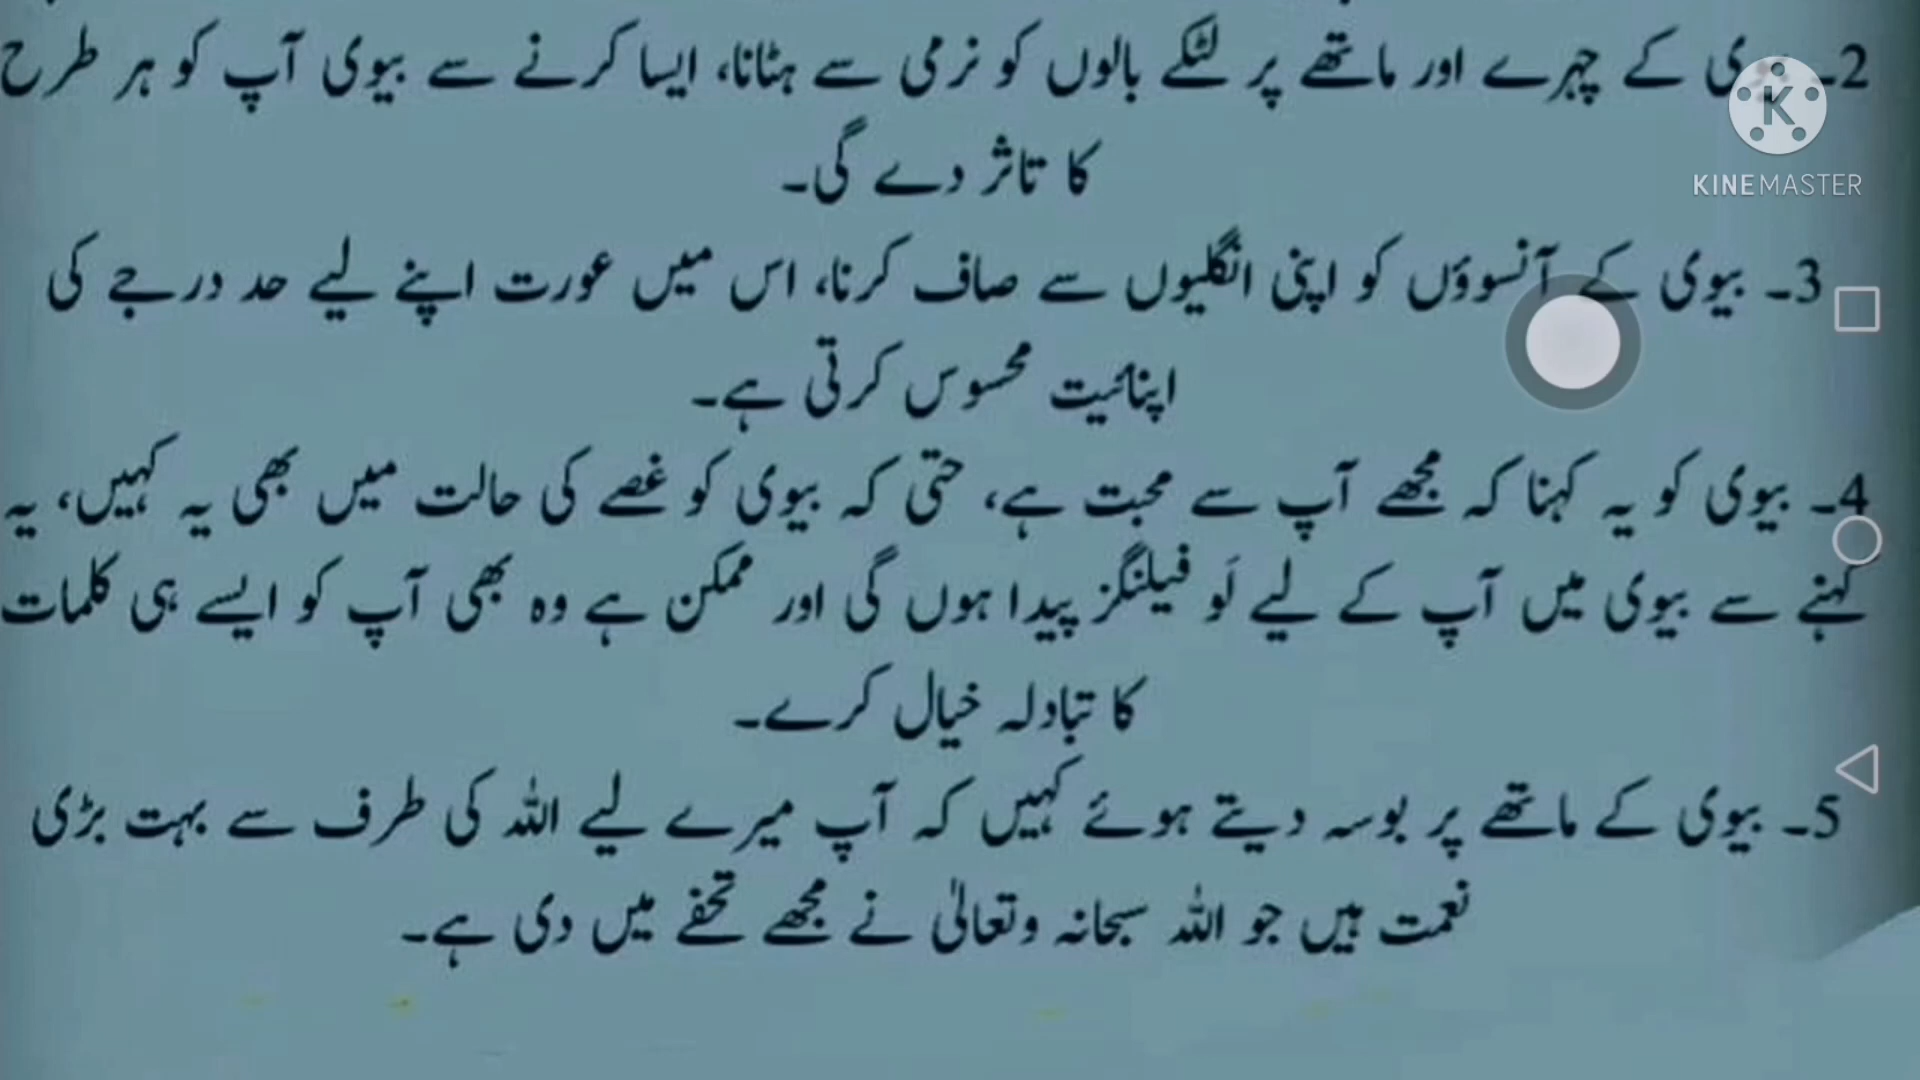 2۔ بیوی کے چہرے اور ماتھے پر لٹکے بالوں کو نرمی سے ہٹانا، ایسا کرنے سے بیوی آپ کو ہر طرح
کا تاثر دے گی۔
3۔ بیوی کے آنسوؤں کو اپنی انگلیوں سے صاف کرنا، اس میں عورت اپنے لیے حد درجے کی
اپنائیت محسوس کرتی ہے۔
4۔ بیوی کو یہ کہنا کہ مجھے آپ سے محبت ہے، حتی کہ بیوی کو غصے کی حالت میں بھی یہ کہیں، یہ
کہنے سے بیوی میں آپ کے لیے لَو فیلنگز پیدا ہوں گی اور ممکن ہے وہ بھی آپ کو ایسے ہی کلمات
کا تبادلہ خیال کرے۔
5۔ بیوی کے ماتھے پر بوسہ دیتے ہوئے کہیں کہ آپ میرے لیے اللہ کی طرف سے بہت بڑی
نعمت ہیں جو اللہ سبحانہ وتعالیٰ نے مجھے تحفے میں دی ہے۔
K
KINEMASTER